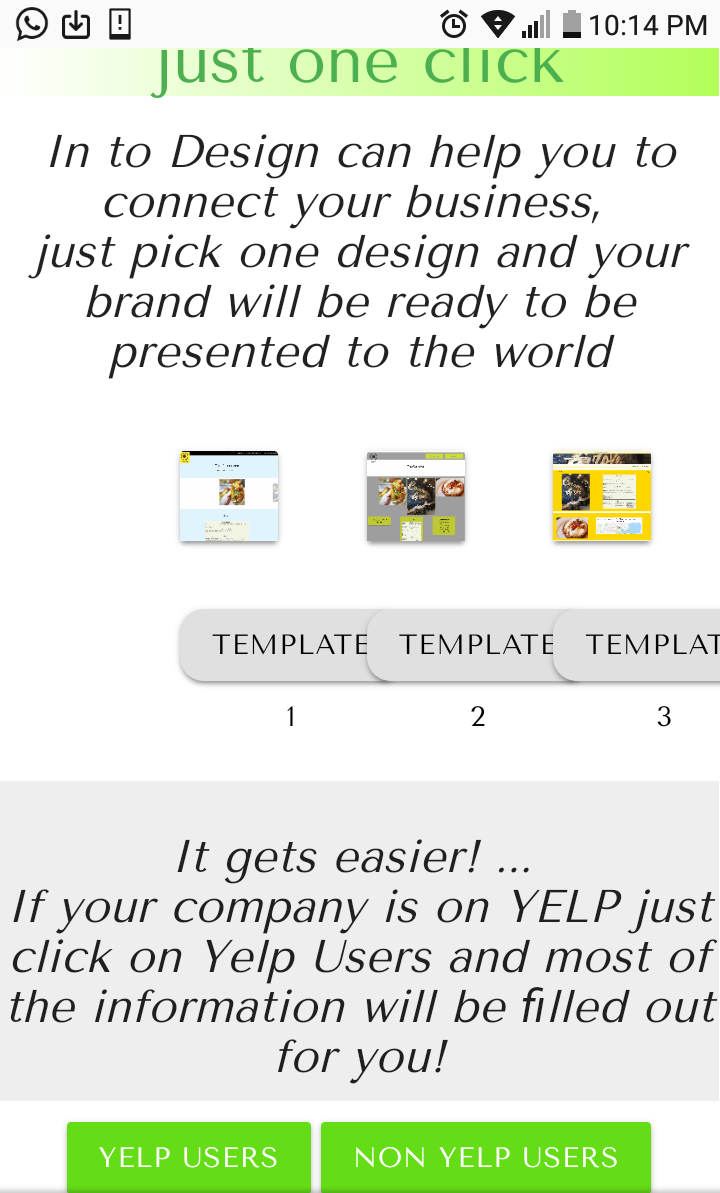 10:14 PM
just one click
In to Design can help you to
connect your business,
just pick one design and your
brand will be ready to be
presented to the world
TEMPLATE TEMPLATE TEMPLAT
1 2 3
It gets easier! ...
If your company is on YELP just
click on Yelp Users and most of
the information will be filled out
for you!
YELP USERS NON YELP USERS